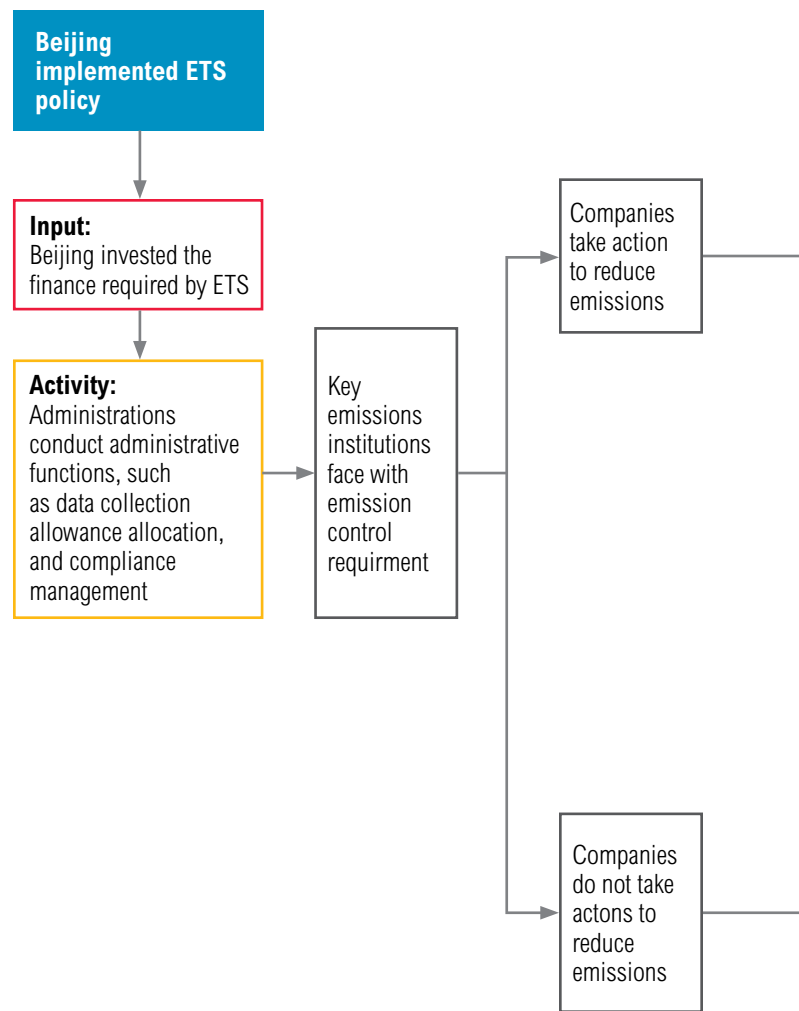 Beijing
implemented ETS
policy
Input:
Beijing invested the
finance required by ETS
Activity:
Administrations
conduct administrative
functions, such
as data collection
allowance allocation,
and compliance
management
Key
emissions
institutions
face with
emission
control
requirment
Companies
take action
to reduce
emissions
Companies
do not take
actons to
reduce
emissions